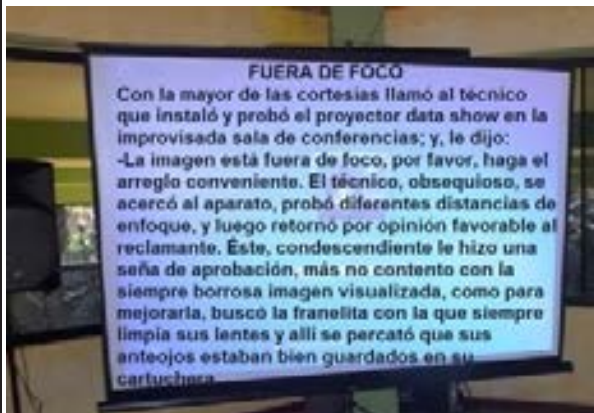 FUERA DE FOCO
Con la mayor de las cortesías llamó al técnico
que instaló y probó el proyector data show en la
improvisada sala de conferencias; y, le dijo:
-La imagen está fuera de foco, por favor, haga el
arreglo conveniente. El técnico, obsequioso, se
acercó al aparato, probó diferentes distancias de
enfoque, y luego retornó por opinión favorable al
reclamante. Éste, condescendiente le hizo una
seña de aprobación, más no contento con la
siempre borrosa imagen visualizada, como para
mejorarla, buscó la franelita con la que siempre
limpia sus lentes y allí se percató que sus
anteojos estaban bien guardados en su
cartuchera.